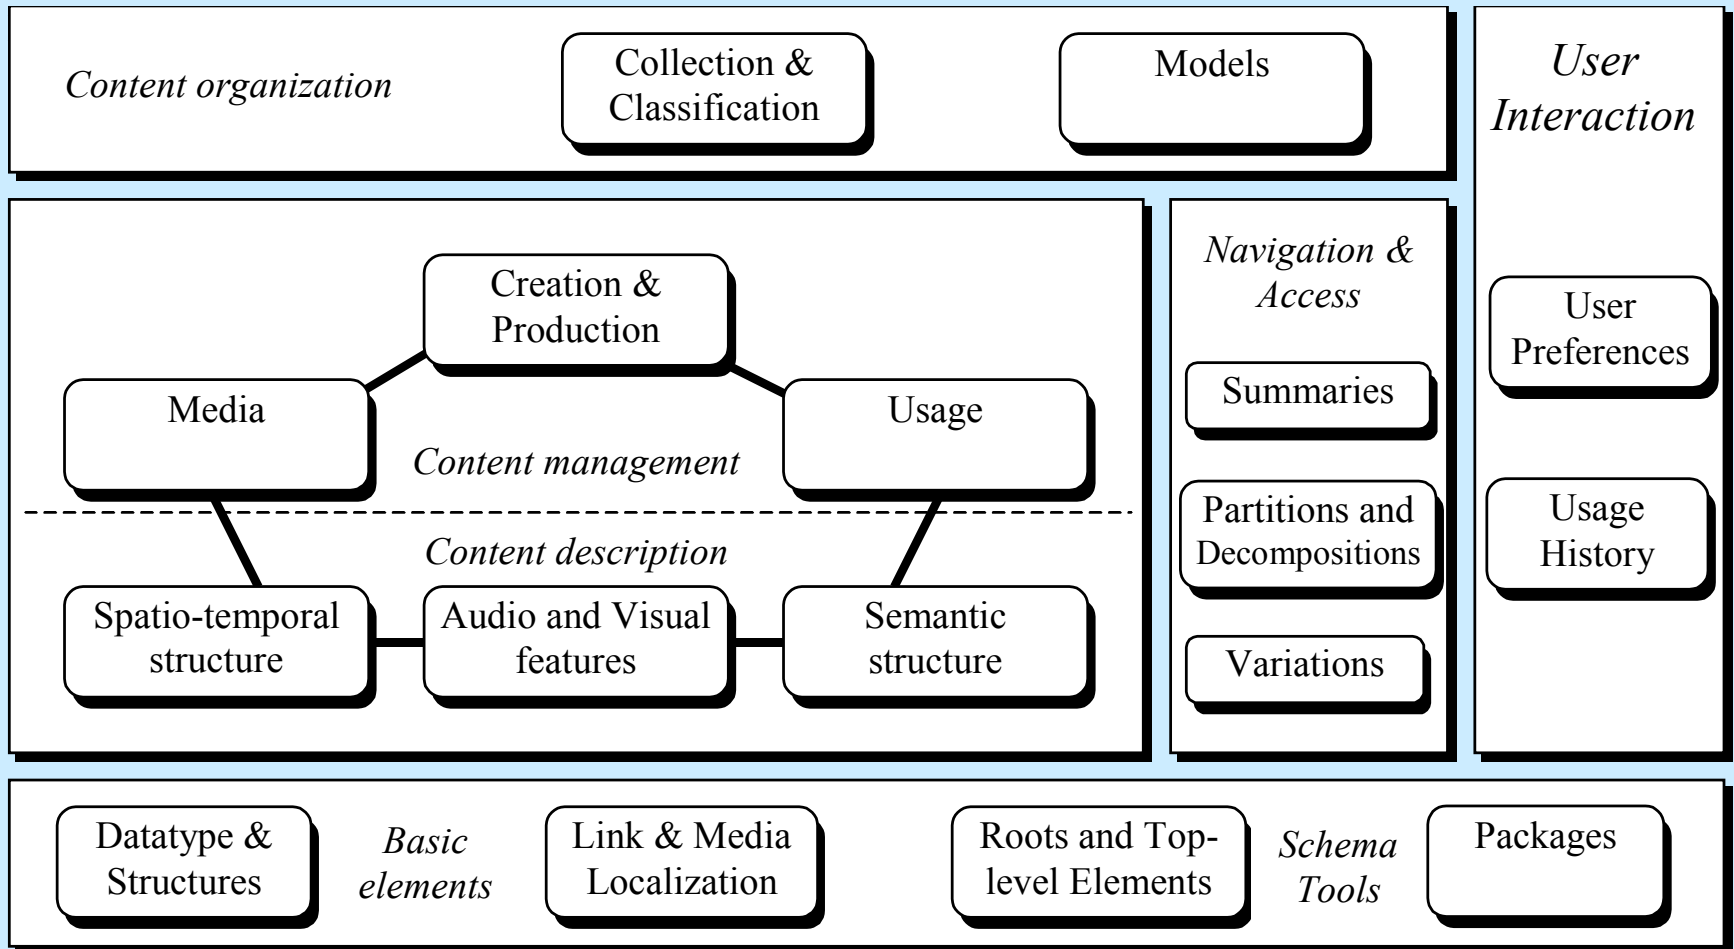 Content organization
Collection &
Classification
Models
User
Interaction
User
Preferences
Usage
History
Creation &
Production
Media
Usage
Content management
Content description
Spatio-temporal
structure
Audio and Visual
features
Semantic
structure
Navigation &
Access
Summaries
Partitions and
Decompositions
Variations
Datatype &
Structures
Basic
elements
Link & Media
Localization
Roots and Top-
level Elements
Schema
Tools
Packages